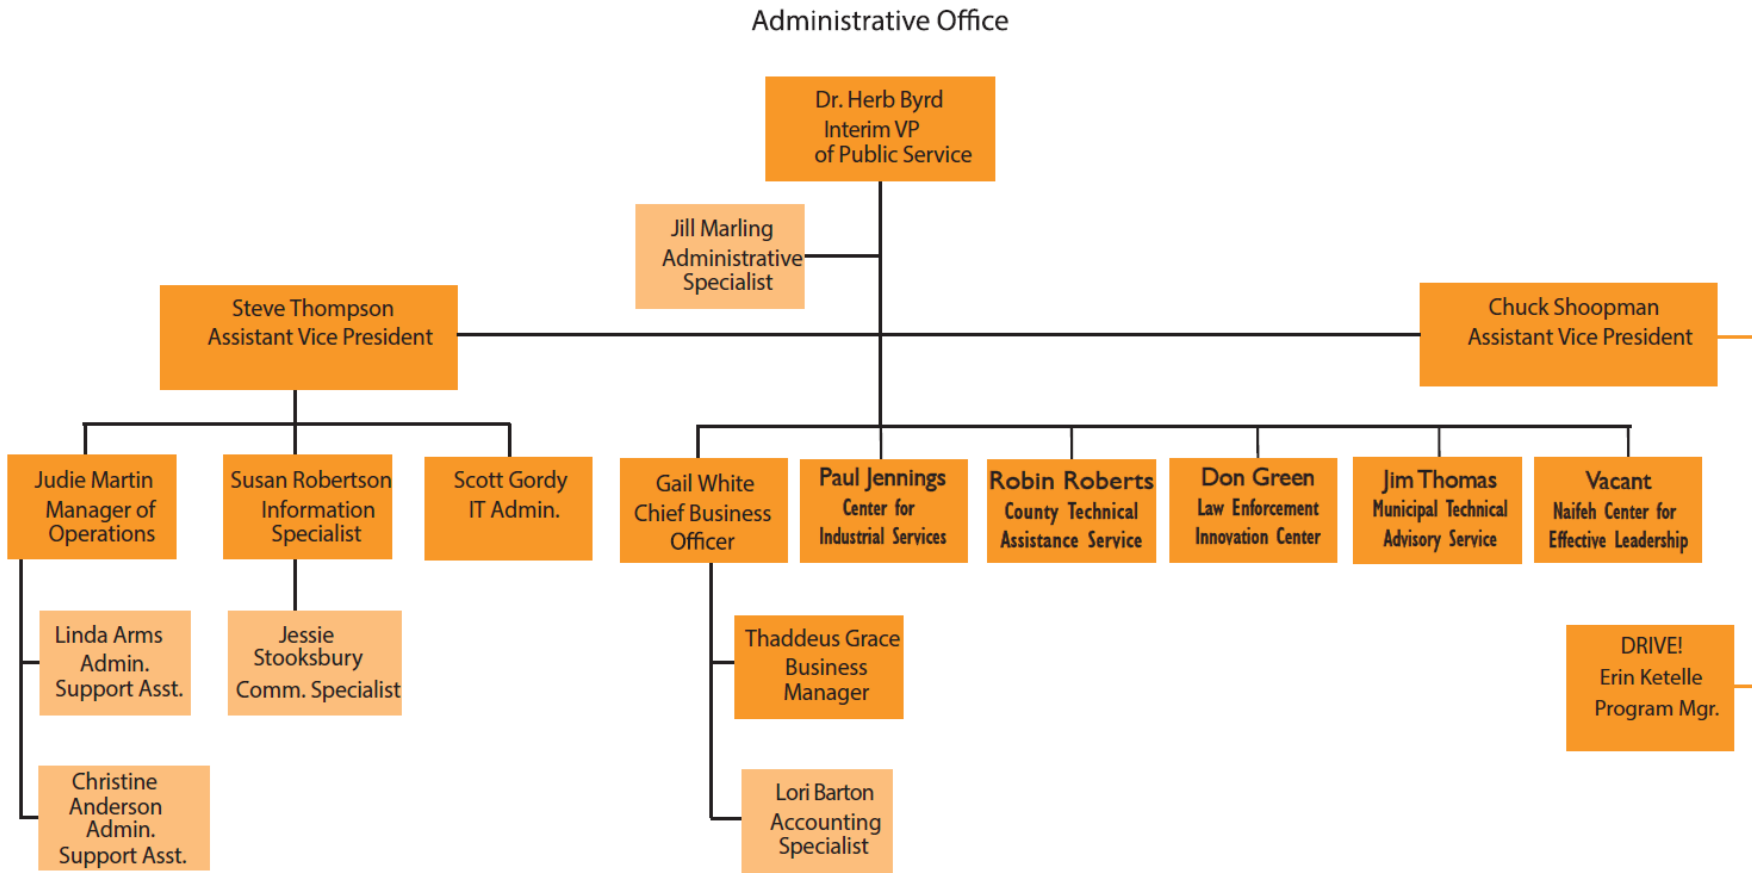 Administrative Office
Dr. Herb Byrd
Interim VP
of Public Service
Jill Marling
Administrative
Specialist
Steve Thompson
Assistant Vice President
Chuck Shoopman
Assistant Vice President
Judie Martin
Manager of
Operations
Susan Robertson
Information
Specialist
Scott Gordy
IT Admin.
Gail White
Chief Business
Officer
Paul Jennings
Center for
Industrial Services
Robin Roberts
County Technical
Assistance Service
Don Green
Law Enforcement
Innovation Center
Jim Thomas
Municipal Technical
Advisory Service
Vacant
Naifeh Center for
Effective Leadership
Linda Arms
Admin.
Support Asst.
Jessie
Stooksbury
Comm. Specialist
Thaddeus Grace
Business
Manager
DRIVE!
Erin Ketelle
Program Mgr.
Christine
Anderson
Admin.
Support Asst.
Lori Barton
Accounting
Specialist